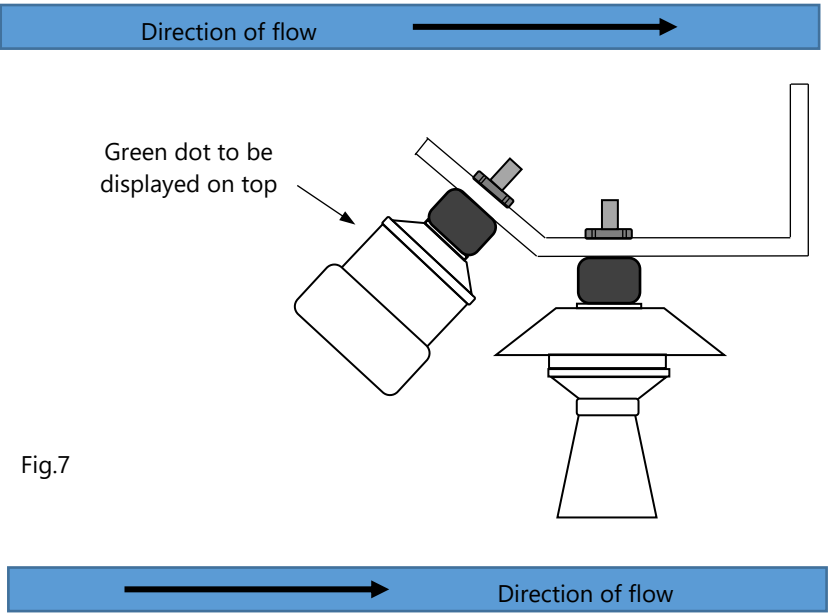 Direction of flow
Green dot to be
displayed on top
Fig.7
Direction of flow